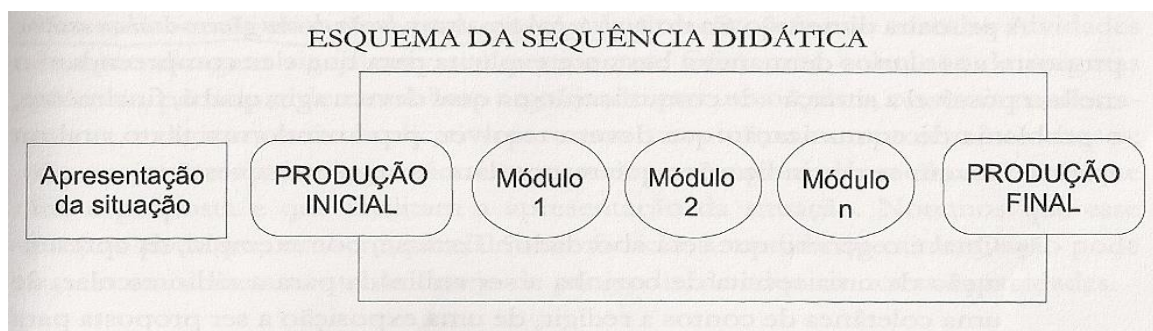 ESQUEMA DA SEQUÊNCIA DIDÁTICA
Apresentação
da situação
PRODUÇÃO
INICIAL
Módulo
1
Módulo
2
Módulo
n
PRODUÇÃO
FINAL